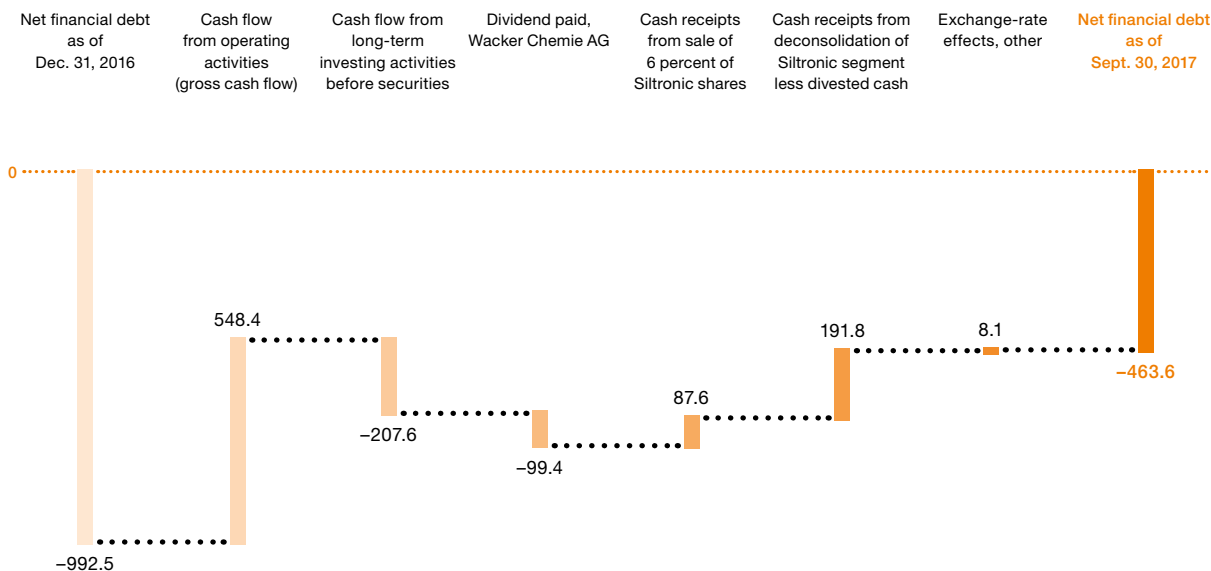 Net financial debt
as of
Dec. 31, 2016
Cash flow
from operating
activities
(gross cash flow)
Cash flow from
long-term
investing activities
before securities
Dividend paid,
Wacker Chemie AG
Cash receipts
from sale of
6 percent of
Siltronic shares
Cash receipts from
deconsolidation of
Siltronic segment
less divested cash
Exchange-rate
effects, other
Net financial debt
as of
Sept. 30, 2017
0
548.4
191.8
8.1
–463.6
87.6
–207.6
–99.4
–992.5